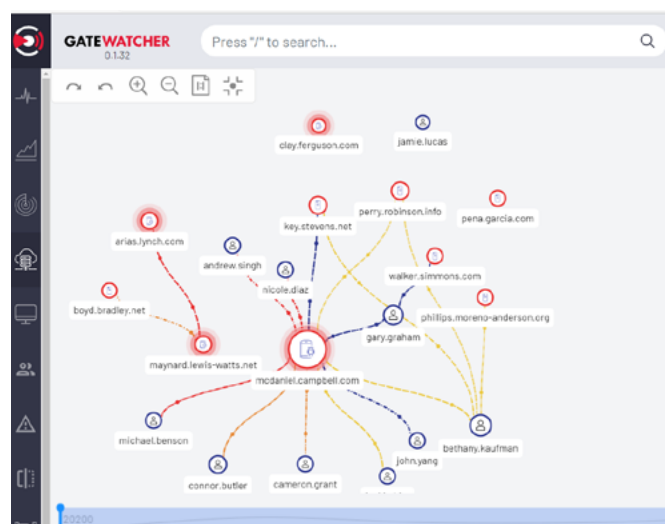 GATEWATCHER
0.1.32
Press "/" to search...
clay.ferguson.com
jamie.lucas
key.stevens.net
perry.robinson.info
pena.garcia.com
arias.lynch.com
andrew.singh
walker.simmons.com
nicole.diaz
boyd.bradley.net
phillips.moreno-anderson.org
gary.graham
maynard.lewis-watts.net
mcdaniel.campbell.com
michael.benson
bethany.kaufman
john.yang
connor.butler
cameron.grant
20200